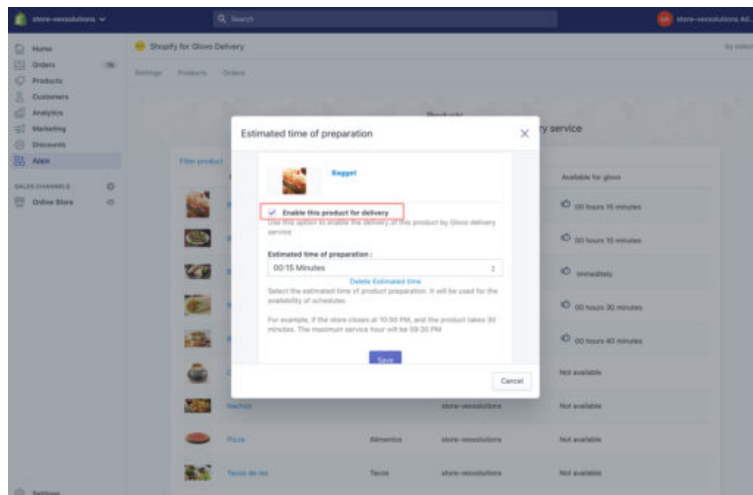 store-vexsolutions
Search
store-vexsolutions Ad...
Home
Orders
Products
Customers
Analytics
Marketing
Discounts
Apps
SALES CHANNELS
Online Store
Settings
Shopify for Glovo Delivery
Settings Products Orders
Products
ry service
Filter product
Available for glovo
00 hours 15 minutes
00 hours 10 minutes
00 hours 30 minutes
00 hours 40 minutes
Not available
Nachos store-vexsolutions Not available
Pizza Alimentos store-vexsolutions Not available
Tacos de res Tacos store-vexsolutions Not available
Estimated time of preparation
Bagget
Enable this product for delivery
Use this option to enable the delivery of this product by Glovo delivery
service
Estimated time of preparation :
00:15 Minutes
Delete Estimated time
Select the estimated time of product preparation. It will be used for the
availability of schedules.
For example, if the store closes at 10:00 PM, and the product takes 30
minutes. The maximum service hour will be 09:30 PM
Save
Cancel